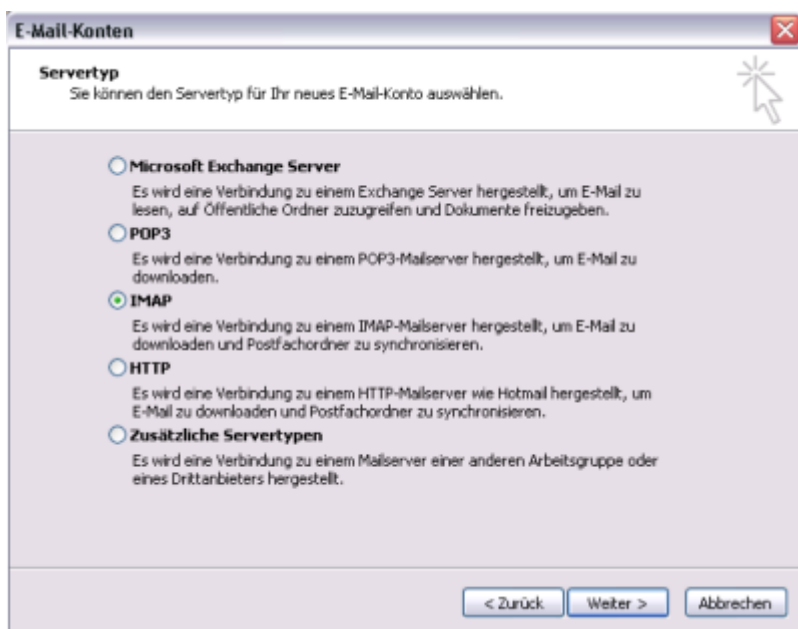 E-Mail-Konten
Servertyp
Sie können den Servertyp für Ihr neues E-Mail-Konto auswählen.
Microsoft Exchange Server
Es wird eine Verbindung zu einem Exchange Server hergestellt, um E-Mail zu
lesen, auf Öffentliche Ordner zuzugreifen und Dokumente freizugeben.
POP3
Es wird eine Verbindung zu einem POP3-Mailserver hergestellt, um E-Mail zu
downloaden.
IMAP
Es wird eine Verbindung zu einem IMAP-Mailserver hergestellt, um E-Mail zu
downloaden und Postfachordner zu synchronisieren.
HTTP
Es wird eine Verbindung zu einem HTTP-Mailserver wie Hotmail hergestellt, um
E-Mail zu downloaden und Postfachordner zu synchronisieren.
Zusätzliche Servertypen
Es wird eine Verbindung zu einem Mailserver einer anderen Arbeitsgruppe oder
eines Drittanbieters hergestellt.
< Zurück Weiter > Abbrechen